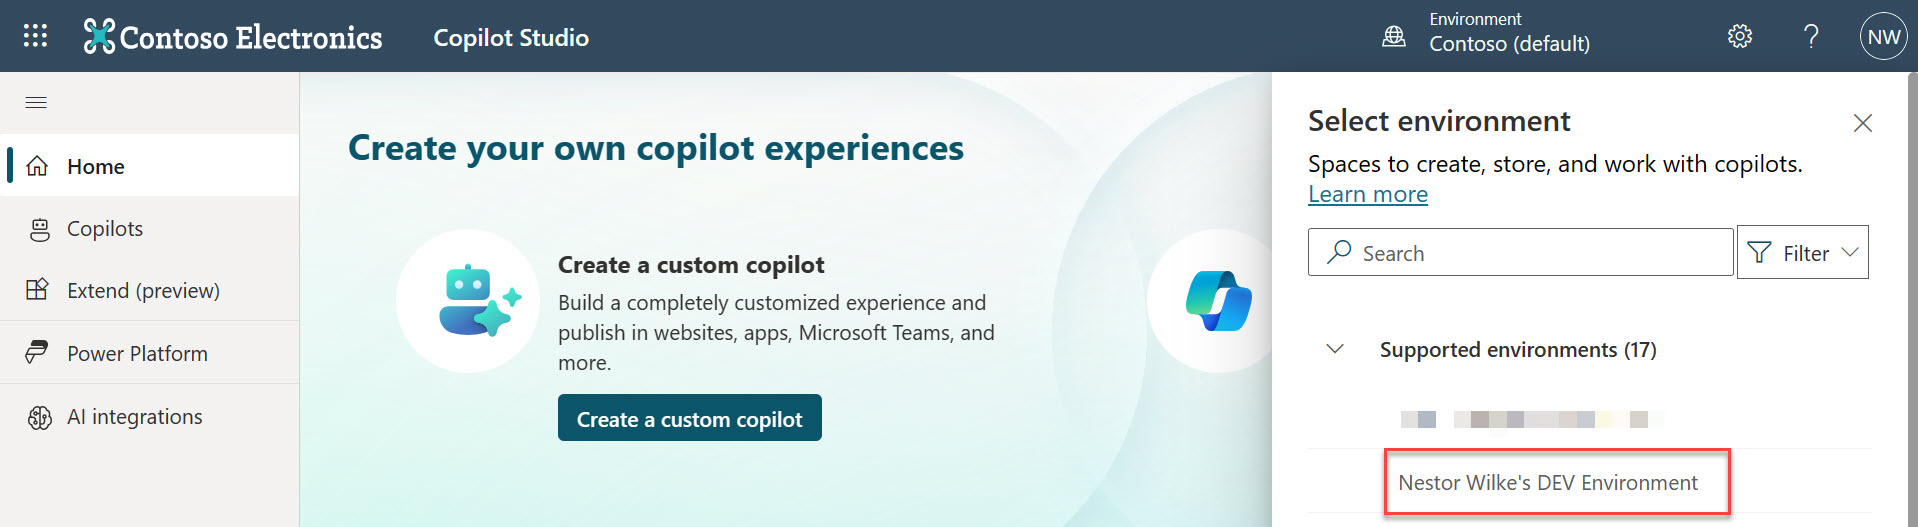 Contoso Electronics
Copilot Studio
Environment
Contoso (default)
?
NW
Home
Copilots
Extend (preview)
Power Platform
AI integrations
Create your own copilot experiences
Create a custom copilot
Build a completely customized experience and
publish in websites, apps, Microsoft Teams, and
more.
Create a custom copilot
Select environment
Spaces to create, store, and work with copilots.
Learn more
Search
Filter
Supported environments (17)
Nestor Wilke's DEV Environment